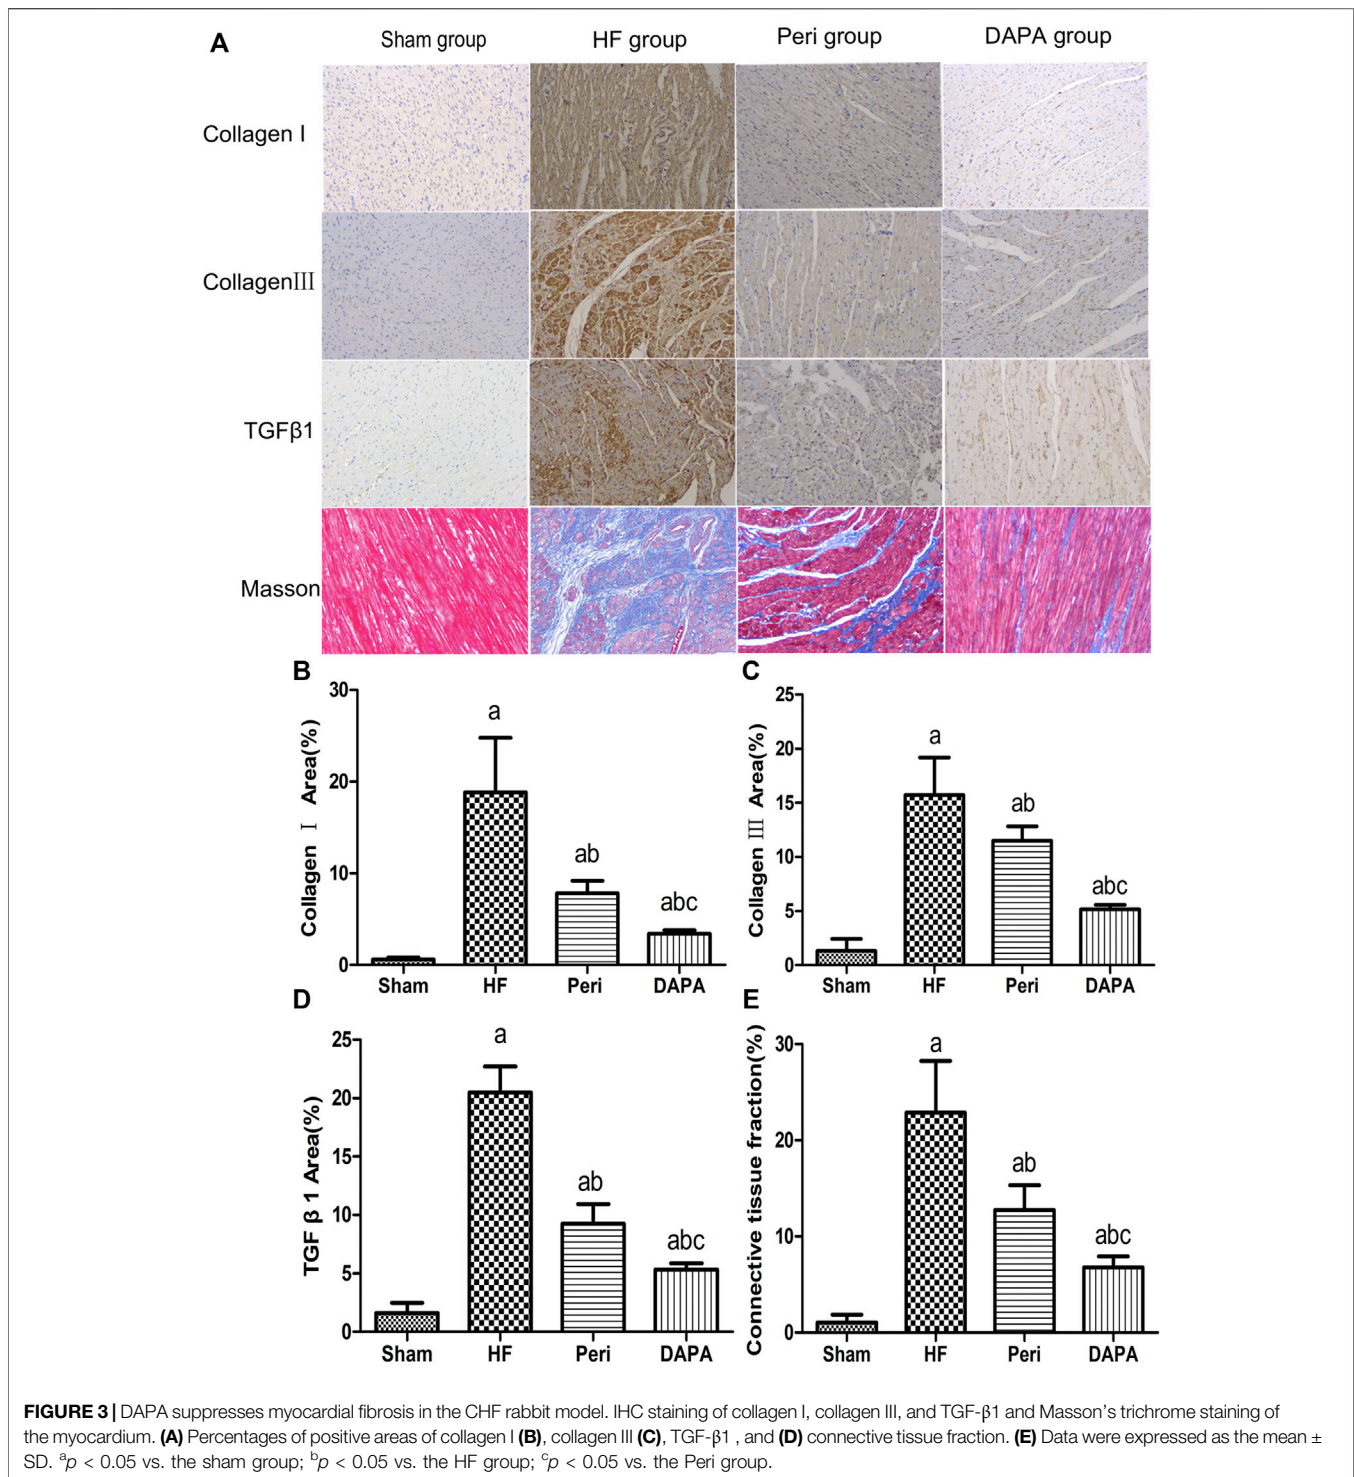 A
Sham group
HF group
Peri group
DAPA group
Collagen I
CollagenⅢ
TGFβ1
Masson
B
Collagen Ⅰ Area(%)
30
20
10
0
a
ab
abc
Sham
HF
Peri
DAPA
C
Collagen Ⅲ Area(%)
25
20
15
10
5
0
a
ab
abc
Sham
HF
Peri
DAPA
D
TGF β 1 Area(%)
25
20
15
10
5
0
a
ab
abc
Sham
HF
Peri
DAPA
E
Connective tissue fraction(%)
30
20
10
0
a
ab
abc
Sham
HF
Peri
DAPA
FIGURE 3 | DAPA suppresses myocardial fibrosis in the CHF rabbit model. IHC staining of collagen I, collagen III, and TGF-β1 and Masson's trichrome staining of
the myocardium. (A) Percentages of positive areas of collagen I (B), collagen III (C), TGF-β1 , and (D) connective tissue fraction. (E) Data were expressed as the mean ±
SD. ᵃp < 0.05 vs. the sham group; ᵇp < 0.05 vs. the HF group; ᶜp < 0.05 vs. the Peri group.